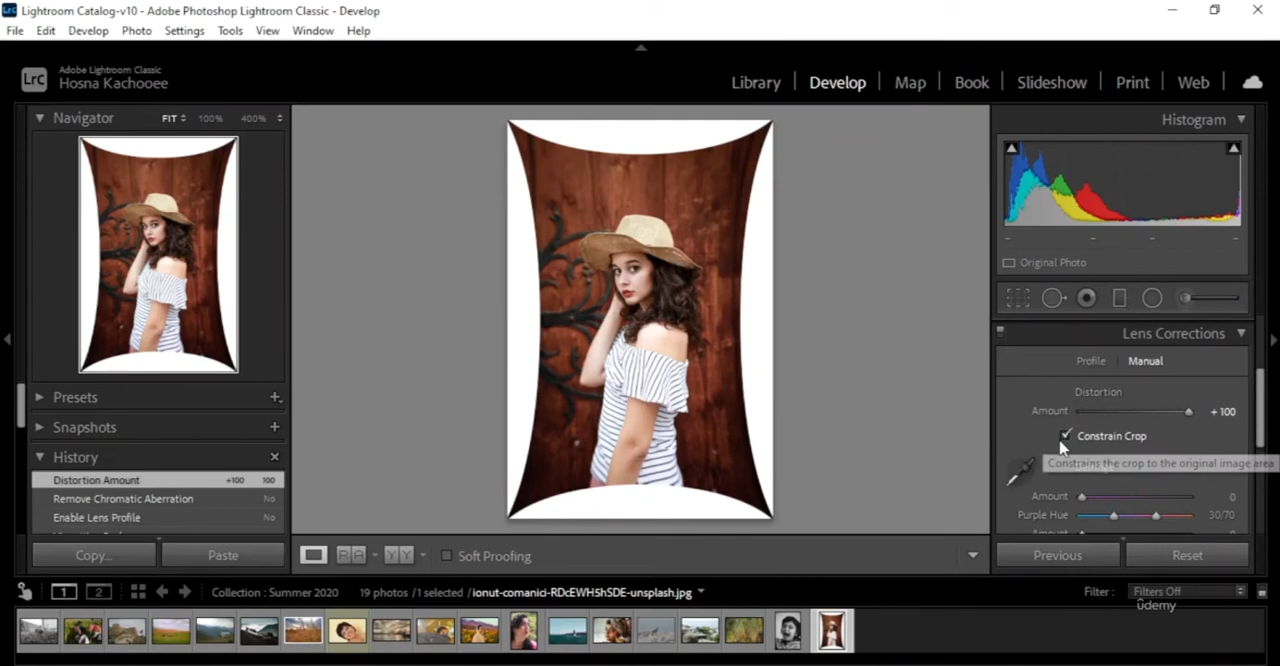 Lightroom Catalog-v10 - Adobe Photoshop Lightroom Classic - Develop
File Edit Develop Photo Settings Tools View Window Help
LrC
Adobe Lightroom Classic
Hosna Kachooee
Library Develop Map Book Slideshow Print Web
Navigator FIT 100% 400%
Presets
Snapshots
History
Distortion Amount +100 100
Remove Chromatic Aberration No
Enable Lens Profile No
Copy... Paste
Soft Proofing
Histogram
Original Photo
Lens Corrections
Profile Manual
Distortion
Amount +100
Constrain Crop
Constrains the crop to the original image area
Amount 0
Purple Hue 30/70
Previous Reset
1 2 Collection : Summer 2020 19 photos /1 selected /ionut-comanici-RDcEWH5hSDE-unsplash.jpg Filter : Filters Off
ûdemy